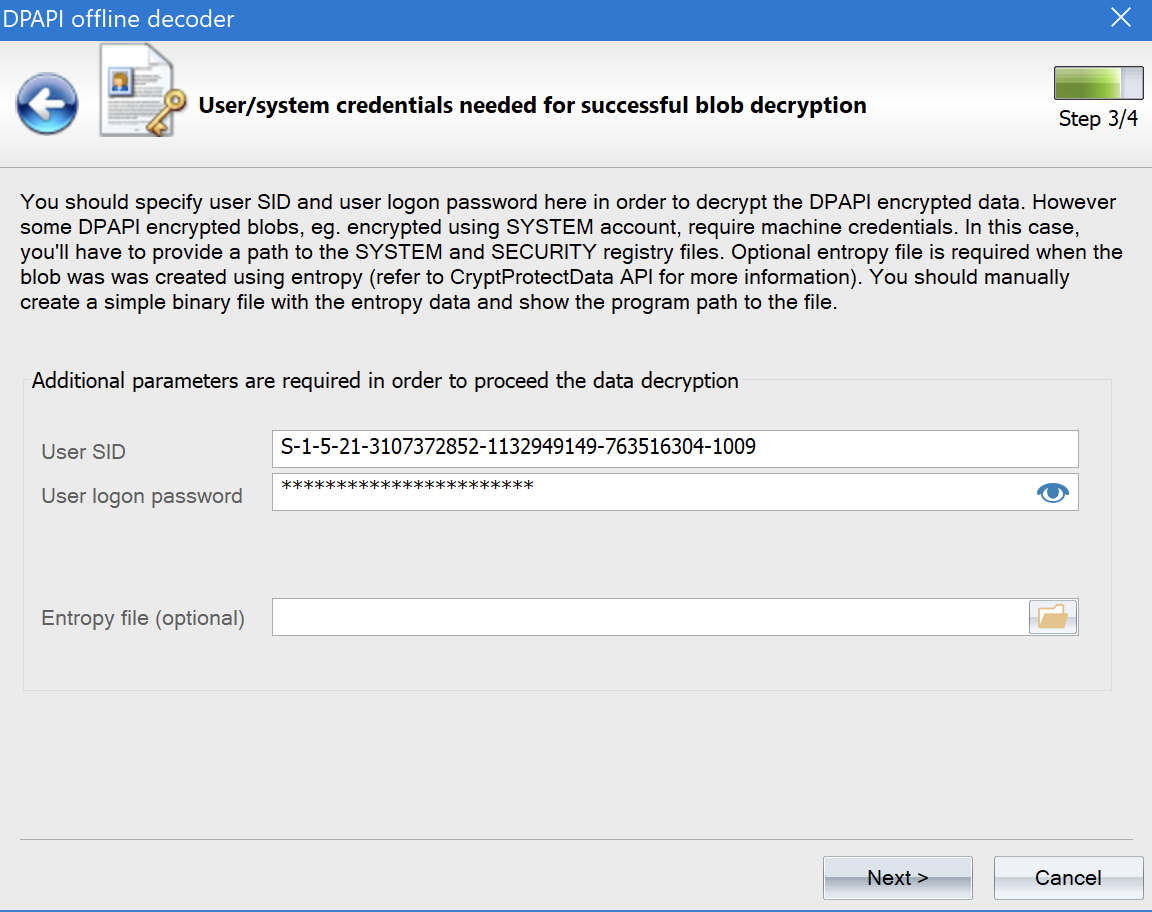 DPAPI offline decoder
User/system credentials needed for successful blob decryption
Step 3/4
You should specify user SID and user logon password here in order to decrypt the DPAPI encrypted data. However
some DPAPI encrypted blobs, eg. encrypted using SYSTEM account, require machine credentials. In this case,
you'll have to provide a path to the SYSTEM and SECURITY registry files. Optional entropy file is required when the
blob was was created using entropy (refer to CryptProtectData API for more information). You should manually
create a simple binary file with the entropy data and show the program path to the file.
Additional parameters are required in order to proceed the data decryption
User SID
S-1-5-21-3107372852-1132949149-763516304-1009
User logon password
***********************
Entropy file (optional)
Next >
Cancel